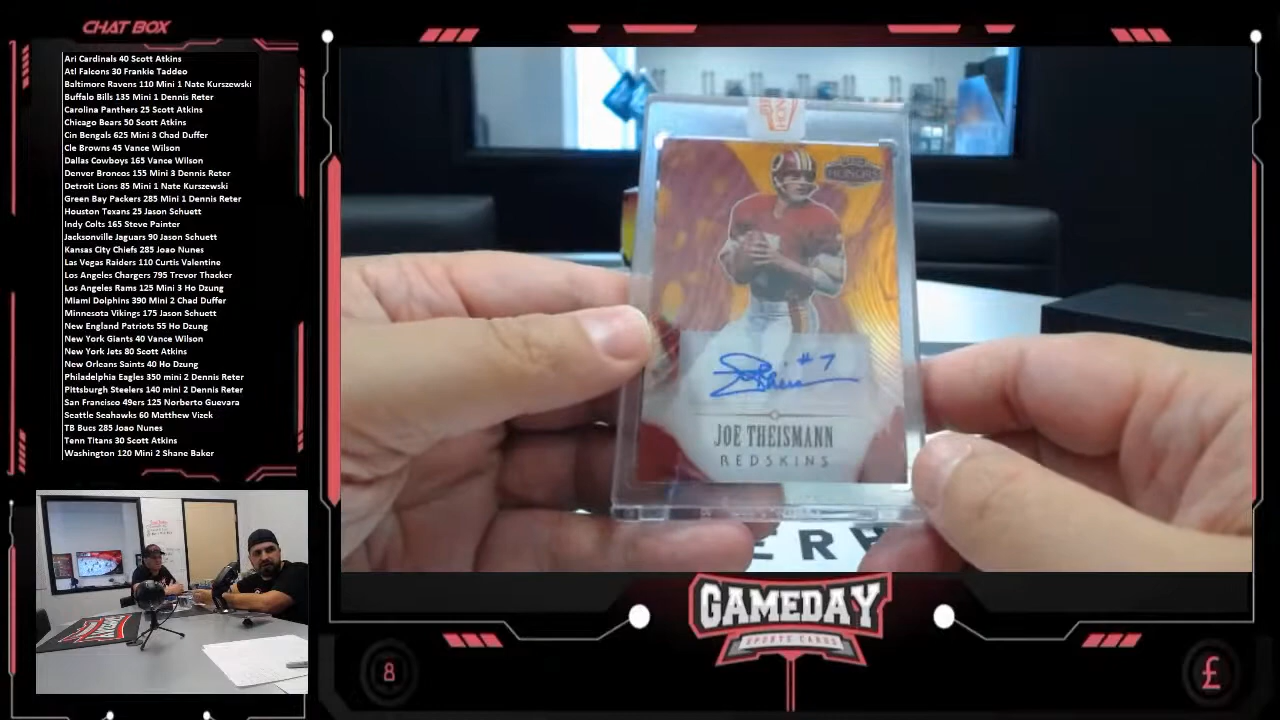 CHAT BOX
Ari Cardinals 40 Scott Atkins
Atl Falcons 30 Frankie Taddeo
Baltimore Ravens 110 Mini 1 Nate Kurszewski
Buffalo Bills 135 Mini 1 Dennis Reter
Carolina Panthers 25 Scott Atkins
Chicago Bears 50 Scott Atkins
Cin Bengals 625 Mini 3 Chad Duffer
Cle Browns 45 Vance Wilson
Dallas Cowboys 165 Vance Wilson
Denver Broncos 155 Mini 3 Dennis Reter
Detroit Lions 85 Mini 1 Nate Kurszewski
Green Bay Packers 285 Mini 1 Dennis Reter
Houston Texans 25 Jason Schuett
Indy Colts 165 Steve Painter
Jacksonville Jaguars 90 Jason Schuett
Kansas City Chiefs 285 Joao Nunes
Las Vegas Raiders 110 Curtis Valentine
Los Angeles Chargers 795 Trevor Thacker
Los Angeles Rams 125 Mini 3 Ho Dzung
Miami Dolphins 390 Mini 2 Chad Duffer
Minnesota Vikings 175 Jason Schuett
New England Patriots 55 Ho Dzung
New York Giants 40 Vance Wilson
New York Jets 80 Scott Atkins
New Orleans Saints 40 Ho Dzung
Philadelphia Eagles 350 mini 2 Dennis Reter
Pittsburgh Steelers 140 mini 2 Dennis Reter
San Francisco 49ers 125 Norberto Guevara
Seattle Seahawks 60 Matthew Vizek
TB Bucs 285 Joao Nunes
Tenn Titans 30 Scott Atkins
Washington 120 Mini 2 Shane Baker
HONORS
#7
JOE THEISMANN
REDSKINS
GAMEDAY
SPORTS CARDS
8
£